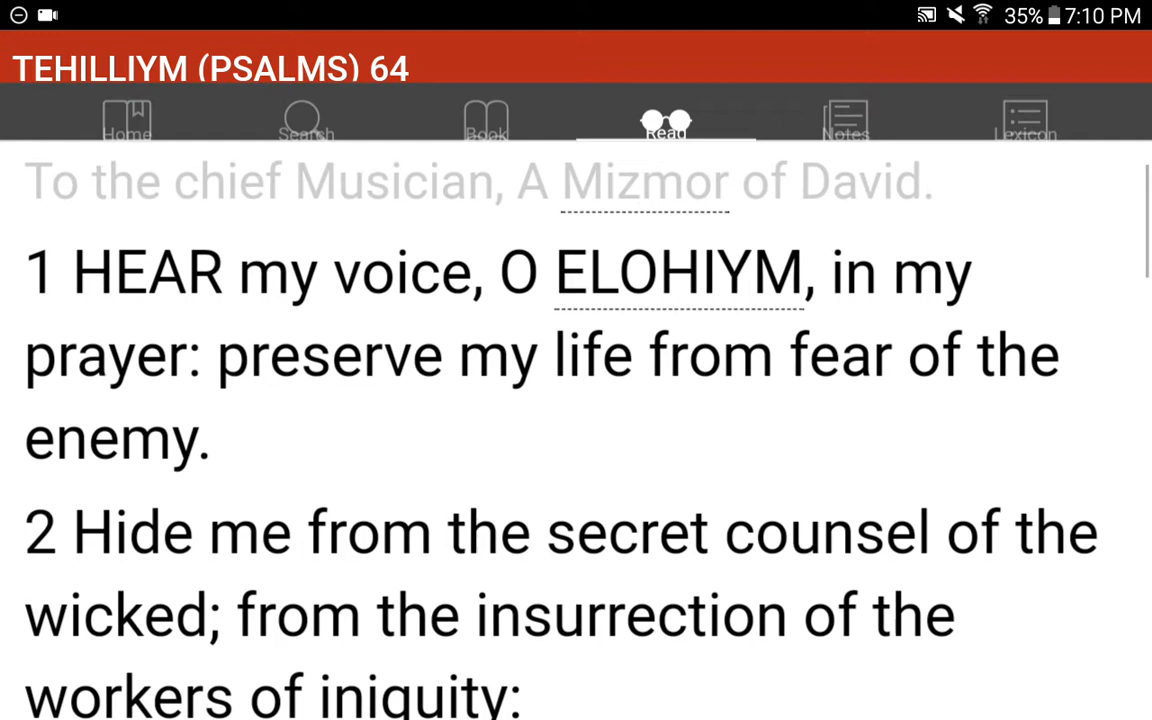 35% 7:10 PM
TEHILLIYM (PSALMS) 64
Home Search Book Read Notes Lexicon
To the chief Musician, A Mizmor of David.
1 HEAR my voice, O ELOHIYM, in my
prayer: preserve my life from fear of the
enemy.
2 Hide me from the secret counsel of the
wicked; from the insurrection of the
workers of iniquity: